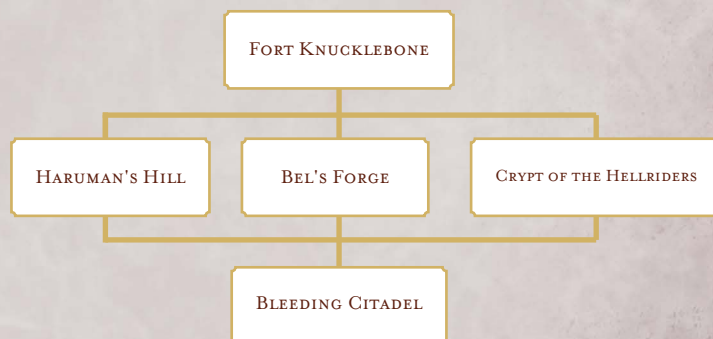 Fort Knucklebone
Haruman's Hill
Bel's Forge
Crypt of the Hellriders
Bleeding Citadel